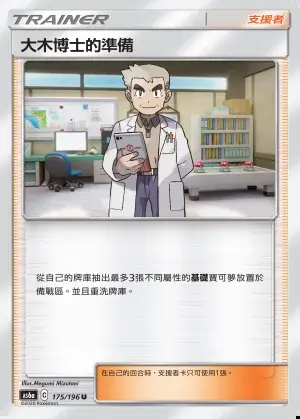 TRAINER
支援者
大木博士的準備
從自己的牌庫抽出最多3張不同屬性的基礎寶可夢放置於
備戰區。並且重洗牌庫。
Illus.Megumi Mizutani
在自己的回合時,支援者卡只可使用1張。
AS6a C 175/196 U